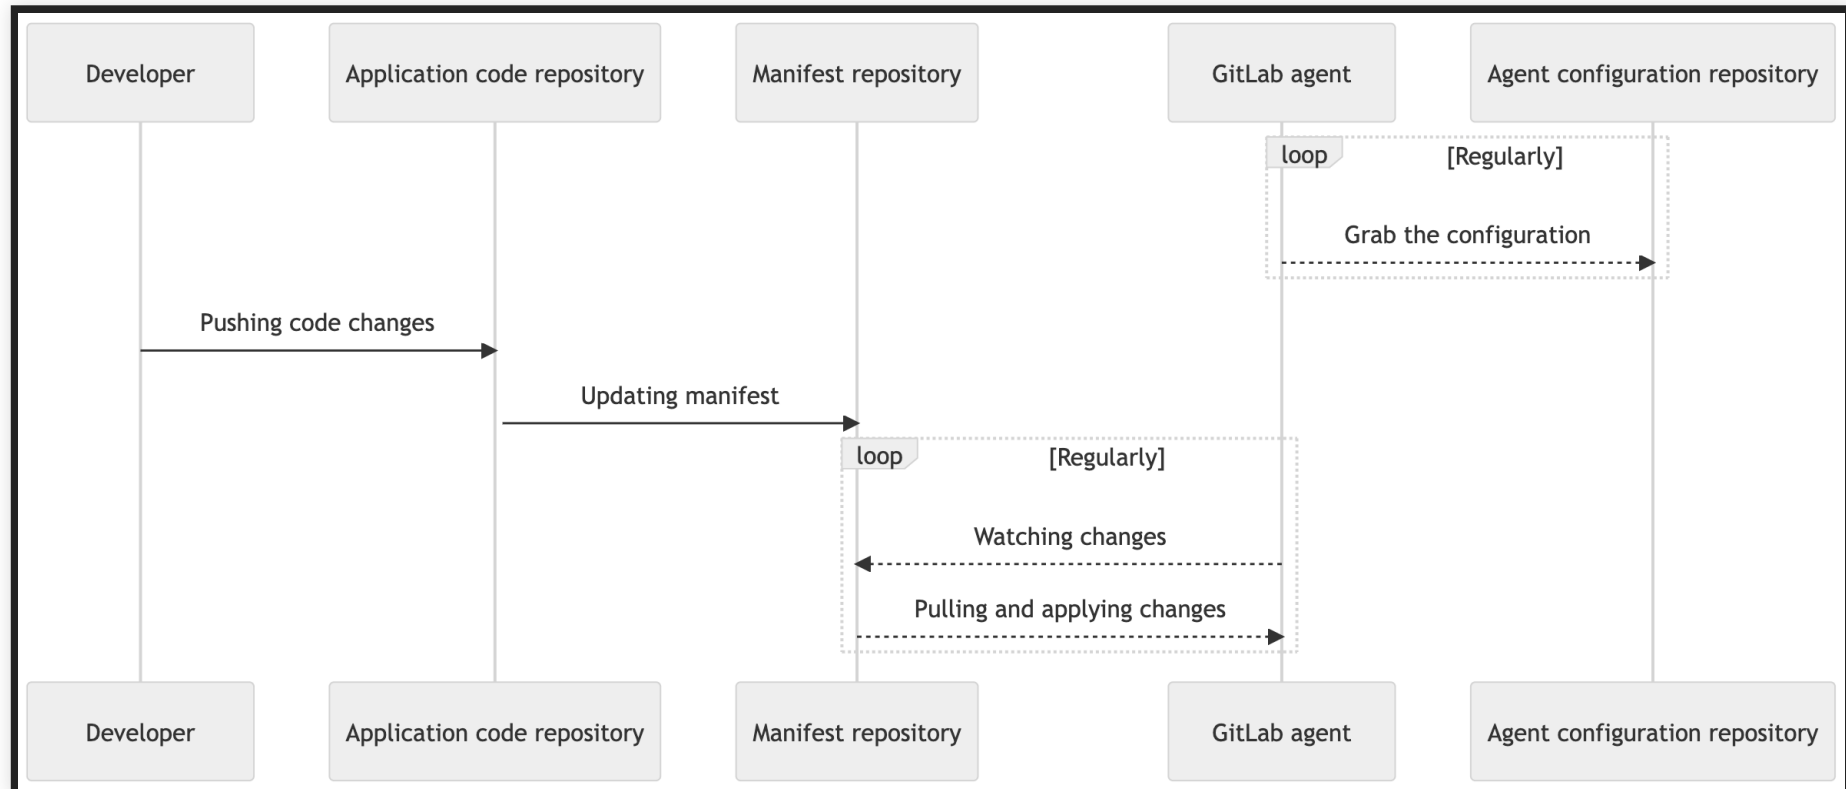 Developer
Application code repository
Manifest repository
GitLab agent
Agent configuration repository
loop
[Regularly]
Grab the configuration
Pushing code changes
Updating manifest
loop
[Regularly]
Watching changes
Pulling and applying changes
Developer
Application code repository
Manifest repository
GitLab agent
Agent configuration repository